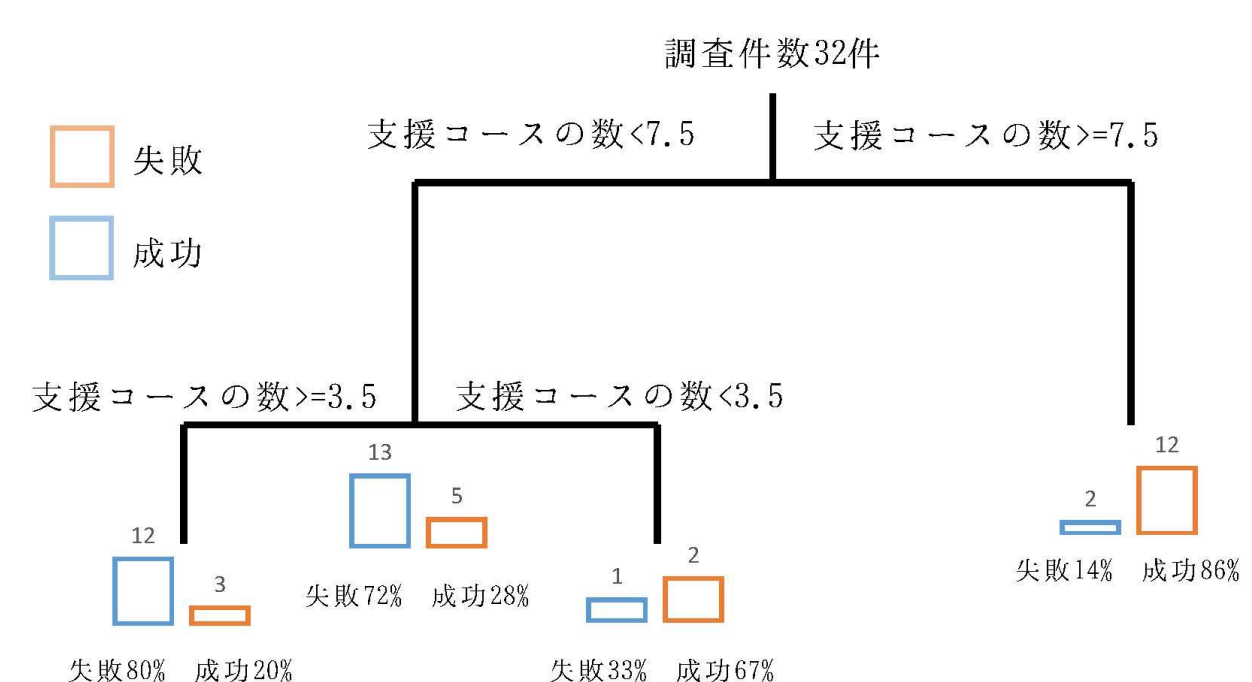 調査件数32件
支援コースの数<7.5
支援コースの数>=7.5
失敗
成功
支援コースの数>=3.5
支援コースの数<3.5
13
5
失敗72% 成功28%
12
3
失敗80% 成功20%
1
2
失敗33% 成功67%
2
12
失敗14% 成功86%